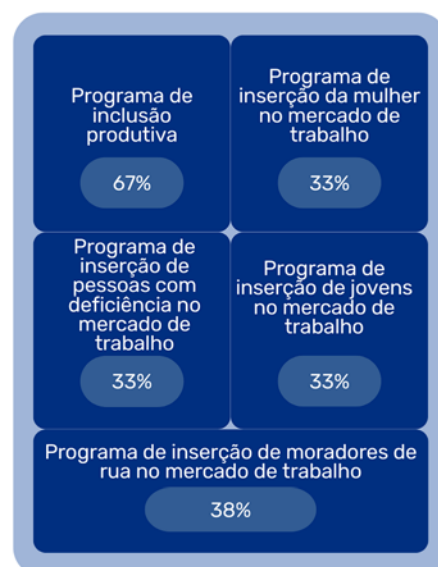 Programa de
inclusão
produtiva
67%
Programa de
inserção da mulher
no mercado de
trabalho
33%
Programa de
inserção de
pessoas com
deficiência no
mercado de
trabalho
33%
Programa de
inserção de jovens
no mercado de
trabalho
33%
Programa de inserção de moradores de
rua no mercado de trabalho
38%